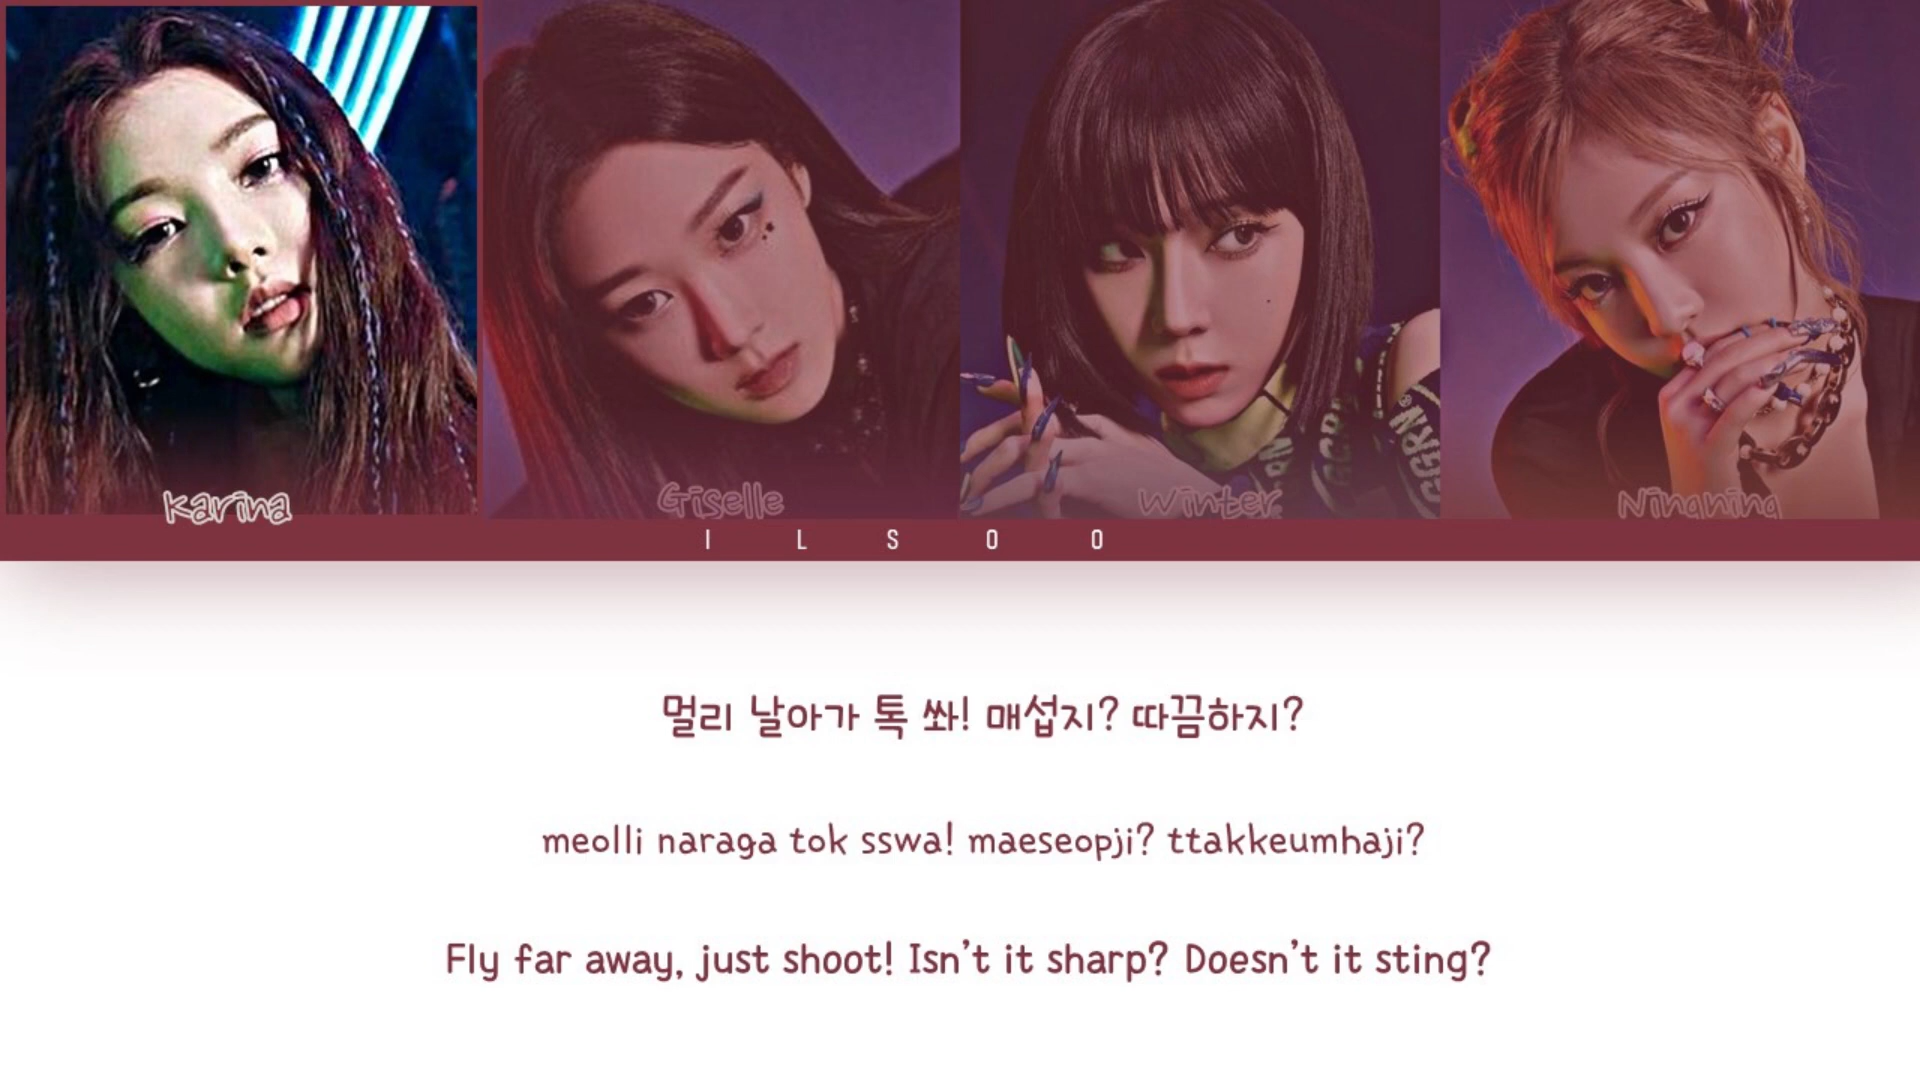 Karina
Giselle
Winter
Ningning
I L S O O
멀리 날아가 톡 쏴! 매섭지? 따끔하지?
meolli naraga tok sswa! maeseopji? ttakkeumhaji?
Fly far away, just shoot! Isn't it sharp? Doesn't it sting?